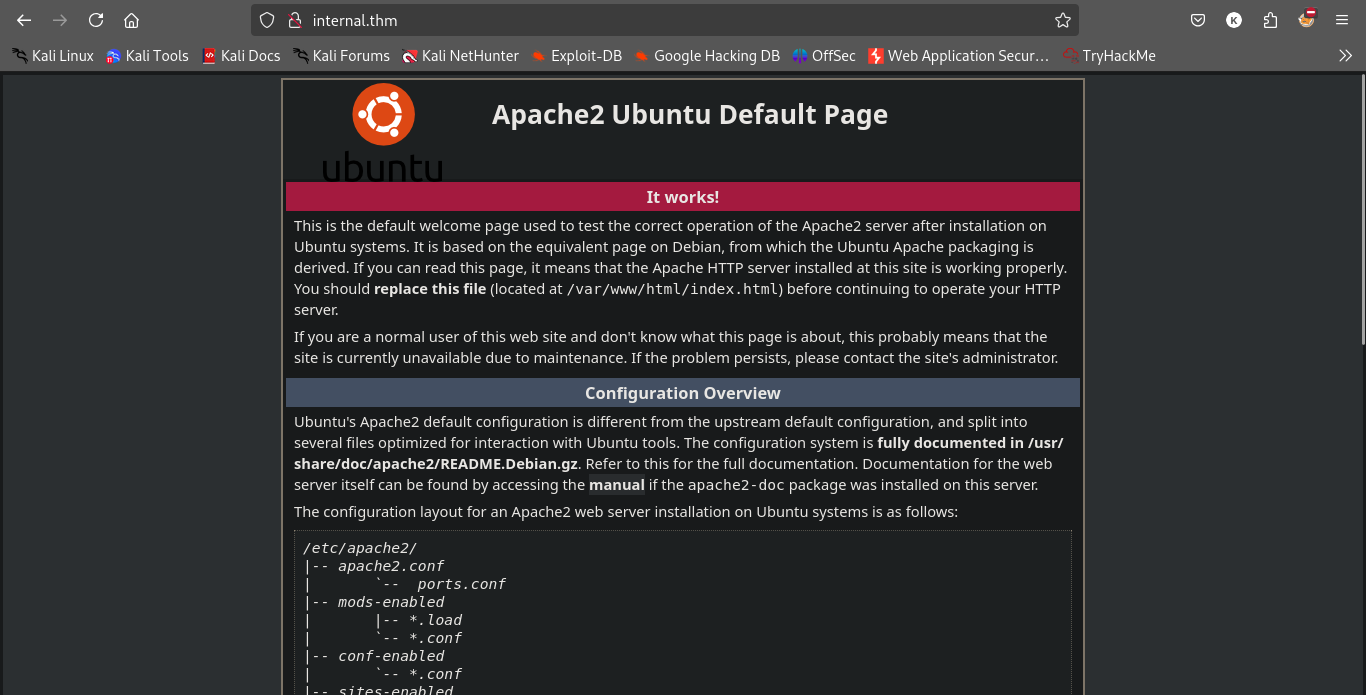 internal.thm
K
Kali Linux Kali Tools Kali Docs Kali Forums Kali NetHunter Exploit-DB Google Hacking DB OffSec Web Application Secur… TryHackMe
ubuntu
Apache2 Ubuntu Default Page
It works!
This is the default welcome page used to test the correct operation of the Apache2 server after installation on
Ubuntu systems. It is based on the equivalent page on Debian, from which the Ubuntu Apache packaging is
derived. If you can read this page, it means that the Apache HTTP server installed at this site is working properly.
You should replace this file (located at /var/www/html/index.html) before continuing to operate your HTTP
server.
If you are a normal user of this web site and don't know what this page is about, this probably means that the
site is currently unavailable due to maintenance. If the problem persists, please contact the site's administrator.
Configuration Overview
Ubuntu's Apache2 default configuration is different from the upstream default configuration, and split into
several files optimized for interaction with Ubuntu tools. The configuration system is fully documented in /usr/
share/doc/apache2/README.Debian.gz. Refer to this for the full documentation. Documentation for the web
server itself can be found by accessing the manual if the apache2-doc package was installed on this server.
The configuration layout for an Apache2 web server installation on Ubuntu systems is as follows:
/etc/apache2/
|-- apache2.conf
|       `--  ports.conf
|-- mods-enabled
|       |-- *.load
|       `-- *.conf
|-- conf-enabled
|       `-- *.conf
|-- sites-enabled